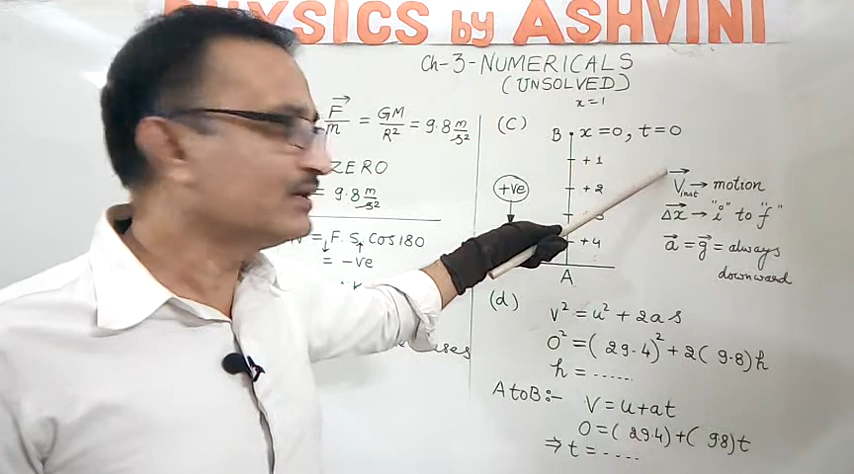 PHYSICS by ASHVINI
Ch-3-NUMERICALS
(UNSOLVED)
x=1
F/m = GM/R² = 9.8 m/s²
ZERO
9.8 m/s²
= F.S Cos180
= -ve
(C)
B x=0, t=0
+1
+ve
+2
+4
A
V⃗inst → motion
Δx⃗ → "i" to "f"
a⃗ = g⃗ = always
downward
(d)
V² = u² + 2as
0² = ( 29.4)² + 2( 9.8)h
h = ......
A to B:-
V = u+at
0 = ( 29.4)+( 9.8)t
⇒ t = ....